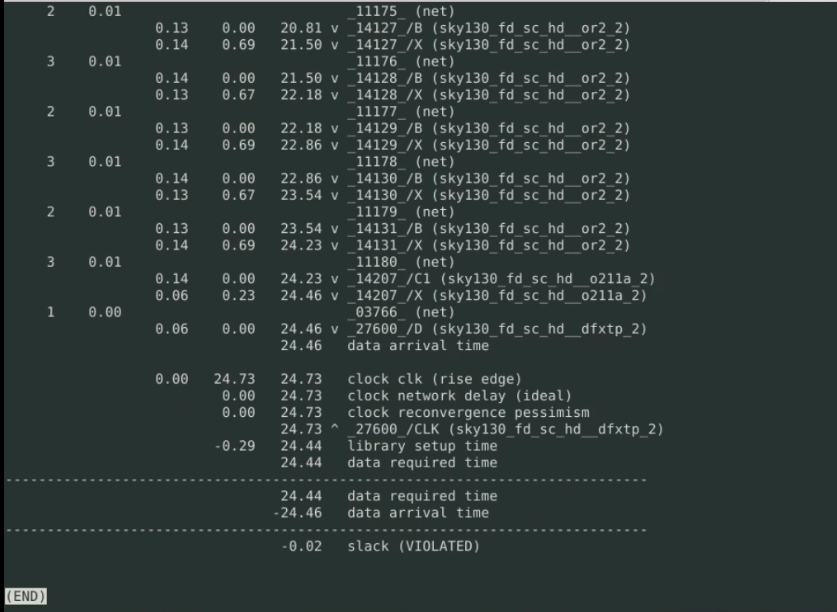 2 0.01 _11175_ (net)
0.13 0.00 20.81 v _14127_/B (sky130_fd_sc_hd__or2_2)
0.14 0.69 21.50 v _14127_/X (sky130_fd_sc_hd__or2_2)
3 0.01 _11176_ (net)
0.14 0.00 21.50 v _14128_/B (sky130_fd_sc_hd__or2_2)
0.13 0.67 22.18 v _14128_/X (sky130_fd_sc_hd__or2_2)
2 0.01 _11177_ (net)
0.13 0.00 22.18 v _14129_/B (sky130_fd_sc_hd__or2_2)
0.14 0.69 22.86 v _14129_/X (sky130_fd_sc_hd__or2_2)
3 0.01 _11178_ (net)
0.14 0.00 22.86 v _14130_/B (sky130_fd_sc_hd__or2_2)
0.13 0.67 23.54 v _14130_/X (sky130_fd_sc_hd__or2_2)
2 0.01 _11179_ (net)
0.13 0.00 23.54 v _14131_/B (sky130_fd_sc_hd__or2_2)
0.14 0.69 24.23 v _14131_/X (sky130_fd_sc_hd__or2_2)
3 0.01 _11180_ (net)
0.14 0.00 24.23 v _14207_/C1 (sky130_fd_sc_hd__o211a_2)
0.06 0.23 24.46 v _14207_/X (sky130_fd_sc_hd__o211a_2)
1 0.00 _03766_ (net)
0.06 0.00 24.46 v _27600_/D (sky130_fd_sc_hd__dfxtp_2)
24.46 data arrival time
0.00 24.73 24.73 clock clk (rise edge)
0.00 24.73 clock network delay (ideal)
0.00 24.73 clock reconvergence pessimism
24.73 ^ _27600_/CLK (sky130_fd_sc_hd__dfxtp_2)
-0.29 24.44 library setup time
24.44 data required time
-----------------------------------------------------------------------------
24.44 data required time
-24.46 data arrival time
-----------------------------------------------------------------------------
-0.02 slack (VIOLATED)
(END)